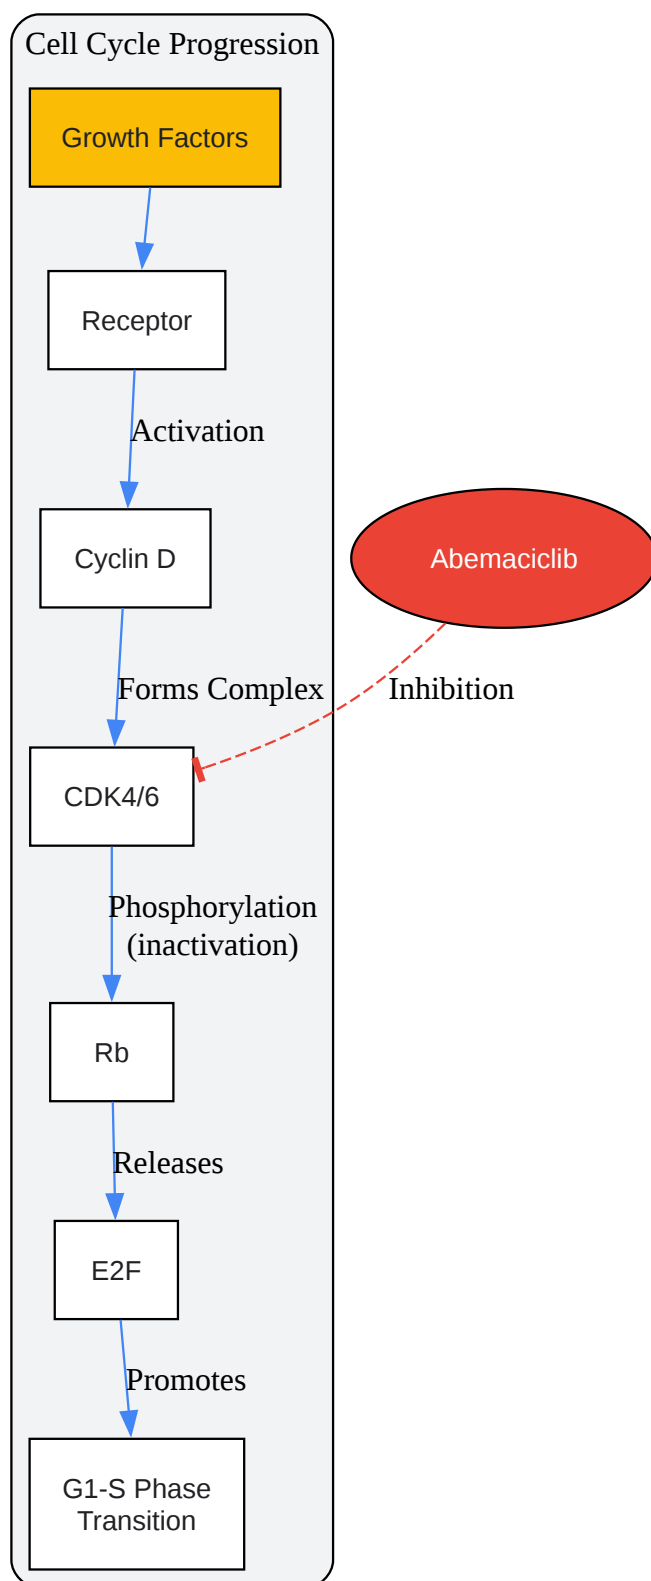 Cell Cycle Progression
Growth Factors
Receptor
Activation
Cyclin D
Abemaciclib
Forms Complex
Inhibition
CDK4/6
Phosphorylation
(inactivation)
Rb
Releases
E2F
Promotes
G1-S Phase
Transition